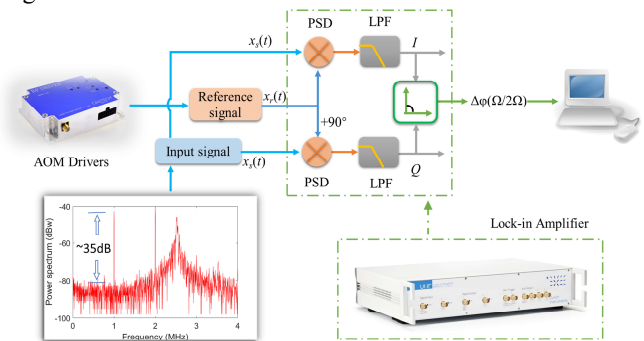 PSD
LPF
x_s(t)
I
Reference
signal
x_r(t)
Δφ(Ω/2Ω)
+90°
AOM Drivers
Input signal
x_s(t)
PSD
LPF
Q
-40
-60
-80
-100
Power spectrum (dBw)
~35dB
0
1
2
3
4
Frequency (MHz)
Lock-in Amplifier